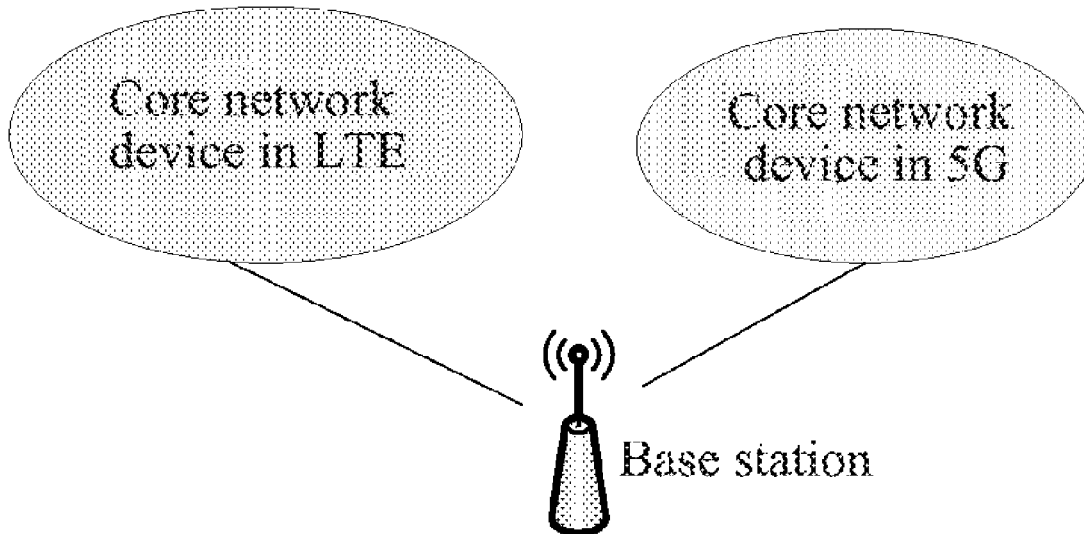 Core network
device in LTE
Core network
device in 5G
Base station